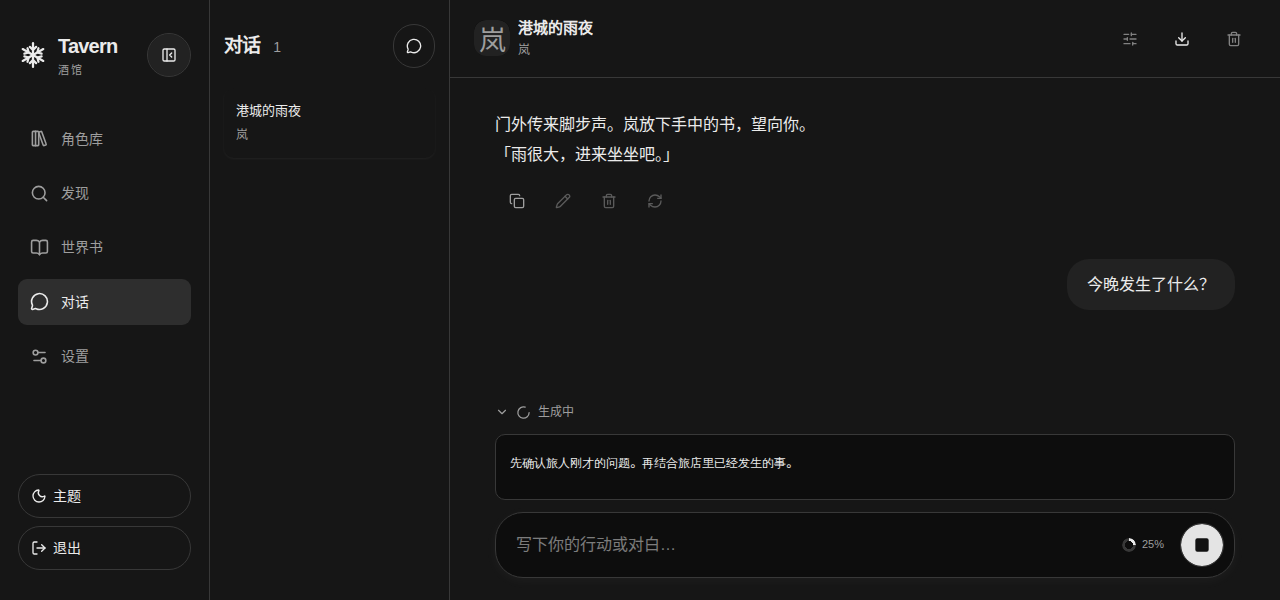 Tavern
酒馆
角色库
发现
世界书
对话
设置
主题
退出
对话 1
港城的雨夜
岚
岚
港城的雨夜
岚
门外传来脚步声。岚放下手中的书，望向你。
「雨很大，进来坐坐吧。」
今晚发生了什么？
生成中
先确认旅人刚才的问题。再结合旅店里已经发生的事。
写下你的行动或对白…
25%